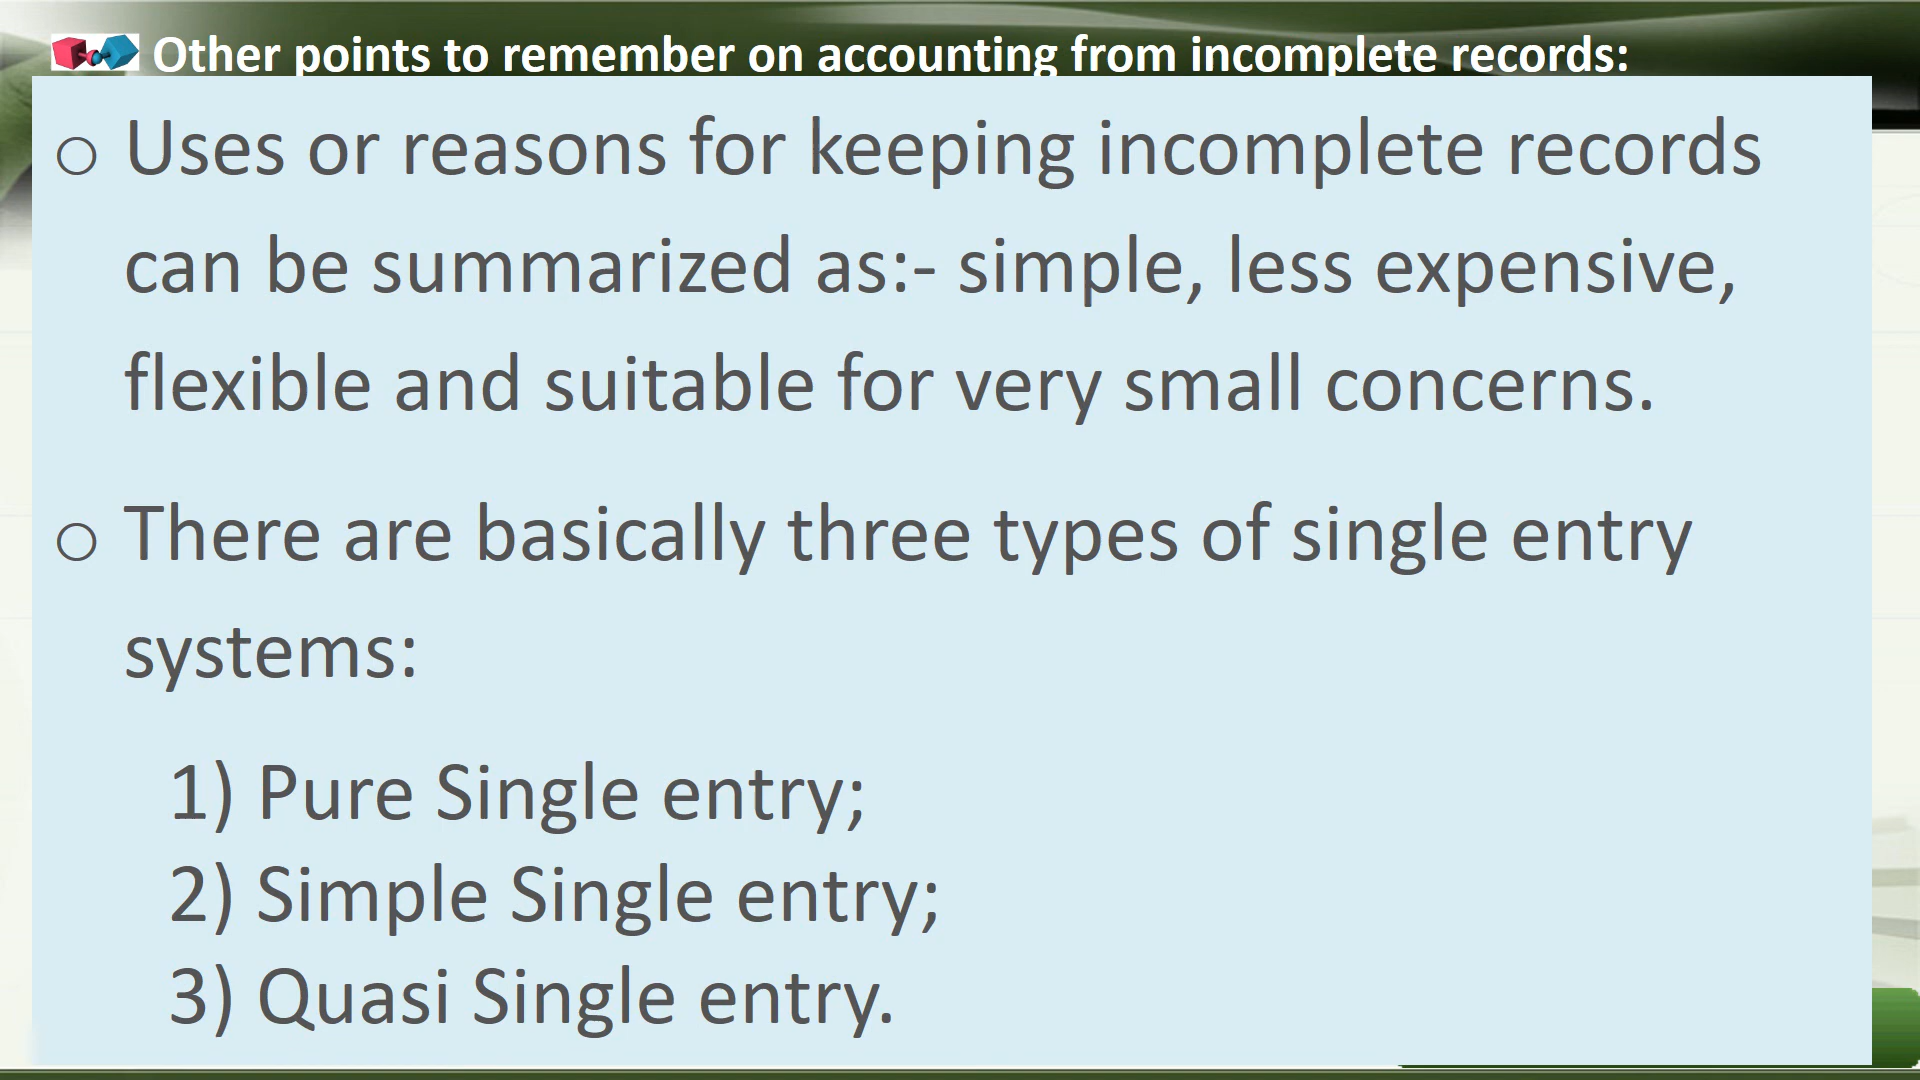 Other points to remember on accounting from incomplete records:
o Uses or reasons for keeping incomplete records
can be summarized as:- simple, less expensive,
flexible and suitable for very small concerns.
o There are basically three types of single entry
systems:
1) Pure Single entry;
2) Simple Single entry;
3) Quasi Single entry.